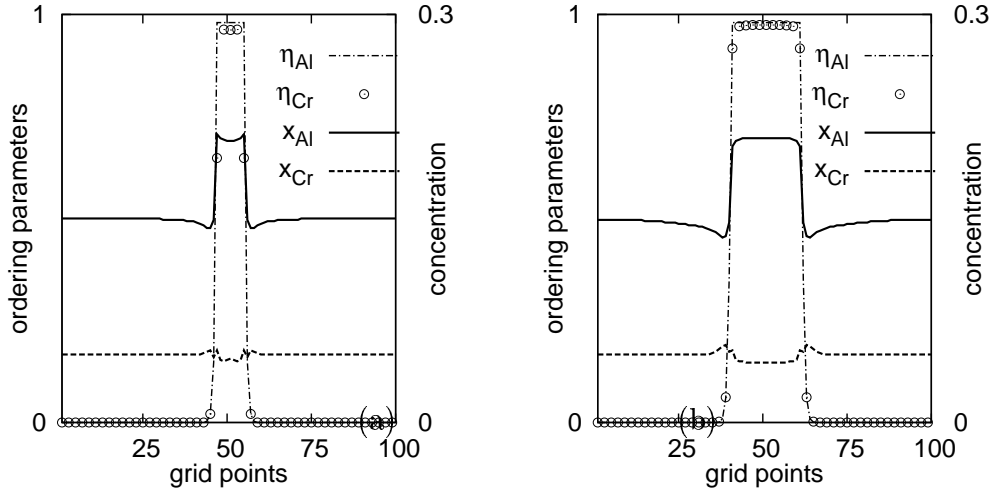 1
0.3
η_Al
η_Cr
x_Al
x_Cr
ordering parameters
concentration
0
0
25
50
75
100
(a)
grid points
1
0.3
η_Al
η_Cr
x_Al
x_Cr
ordering parameters
concentration
0
0
25
50
75
100
(b)
grid points